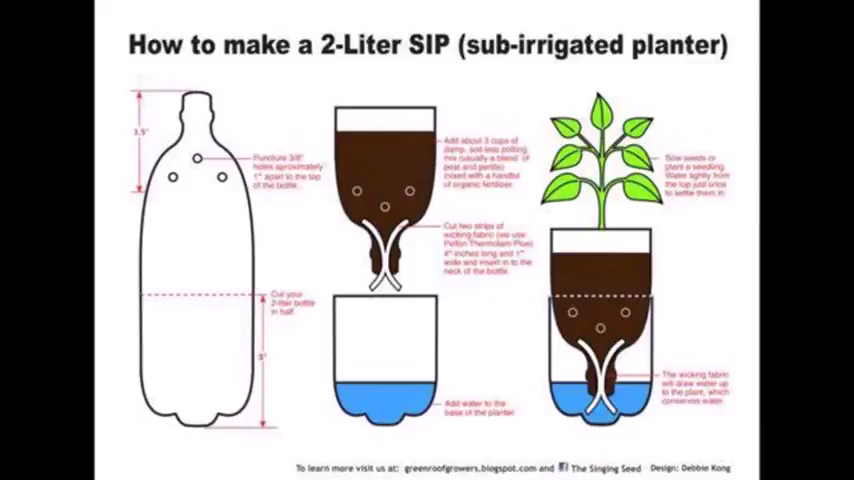 How to make a 2-Liter SIP (sub-irrigated planter)
3.5"
Puncture 3/8"
holes approximately
1" apart to the top
of the bottle.
Cut your
2-liter bottle
in half.
5"
Add about 3 cups of
damp, soil-less potting
mix (usually a blend of
peat and perlite)
mixed with a handful
of organic fertilizer.
Cut two strips of
wicking fabric (we use
Pellon Thermolam Plus)
4" inches long and 1"
wide and insert in to the
neck of the bottle.
Add water to the
base of the planter.
Sow seeds or
plant a seedling.
Water lightly from
the top just prior
to settle them in.
The wicking fabric
will draw water up
to the plant, which
conserves water.
To learn more visit us at: greenroofgrowers.blogspot.com and f The Singing Seed Design: Debbie Kong